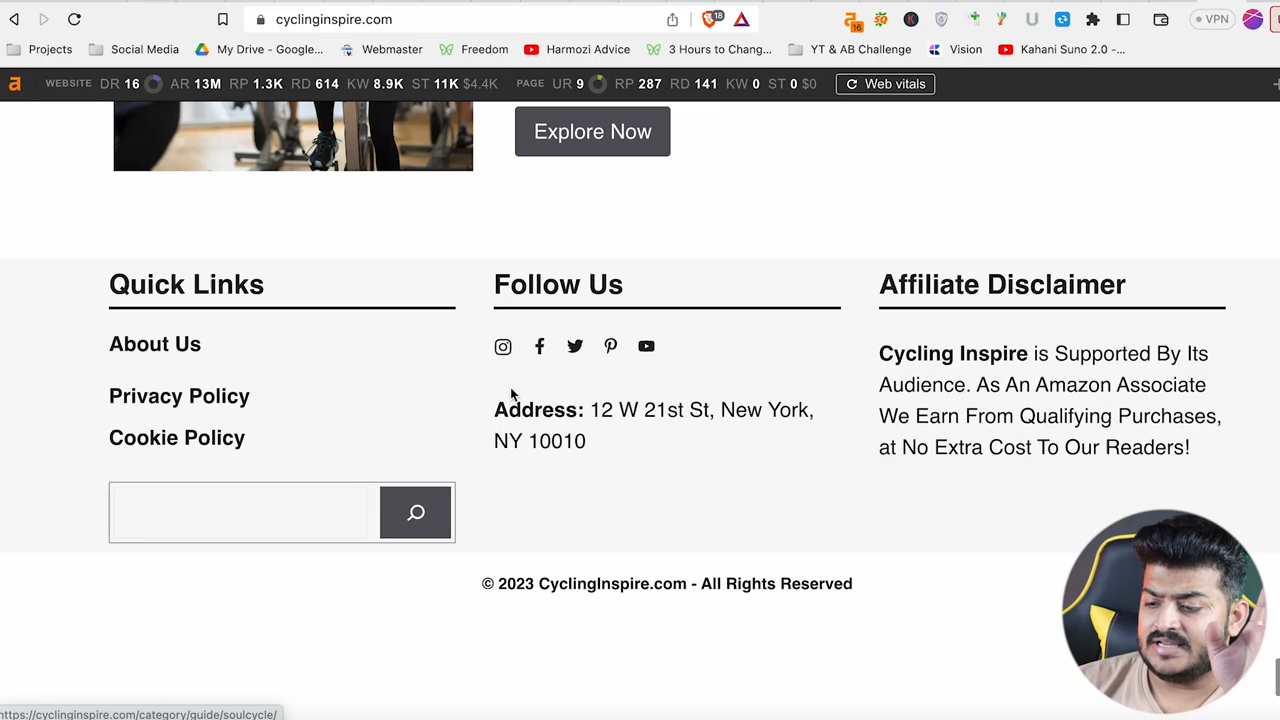 cyclinginspire.com
18
16
VPN
Projects
Social Media
My Drive - Google...
Webmaster
Freedom
Harmozi Advice
3 Hours to Chang...
YT & AB Challenge
Vision
Kahani Suno 2.0 -...
a WEBSITE DR 16 AR 13M RP 1.3K RD 614 KW 8.9K ST 11K $4.4K PAGE UR 9 RP 287 RD 141 KW 0 ST 0 $0 Web vitals
Explore Now
Quick Links
About Us
Privacy Policy
Cookie Policy
Follow Us
Address: 12 W 21st St, New York,
NY 10010
Affiliate Disclaimer
Cycling Inspire is Supported By Its
Audience. As An Amazon Associate
We Earn From Qualifying Purchases,
at No Extra Cost To Our Readers!
© 2023 CyclingInspire.com - All Rights Reserved
https://cyclinginspire.com/category/guide/soulcycle/